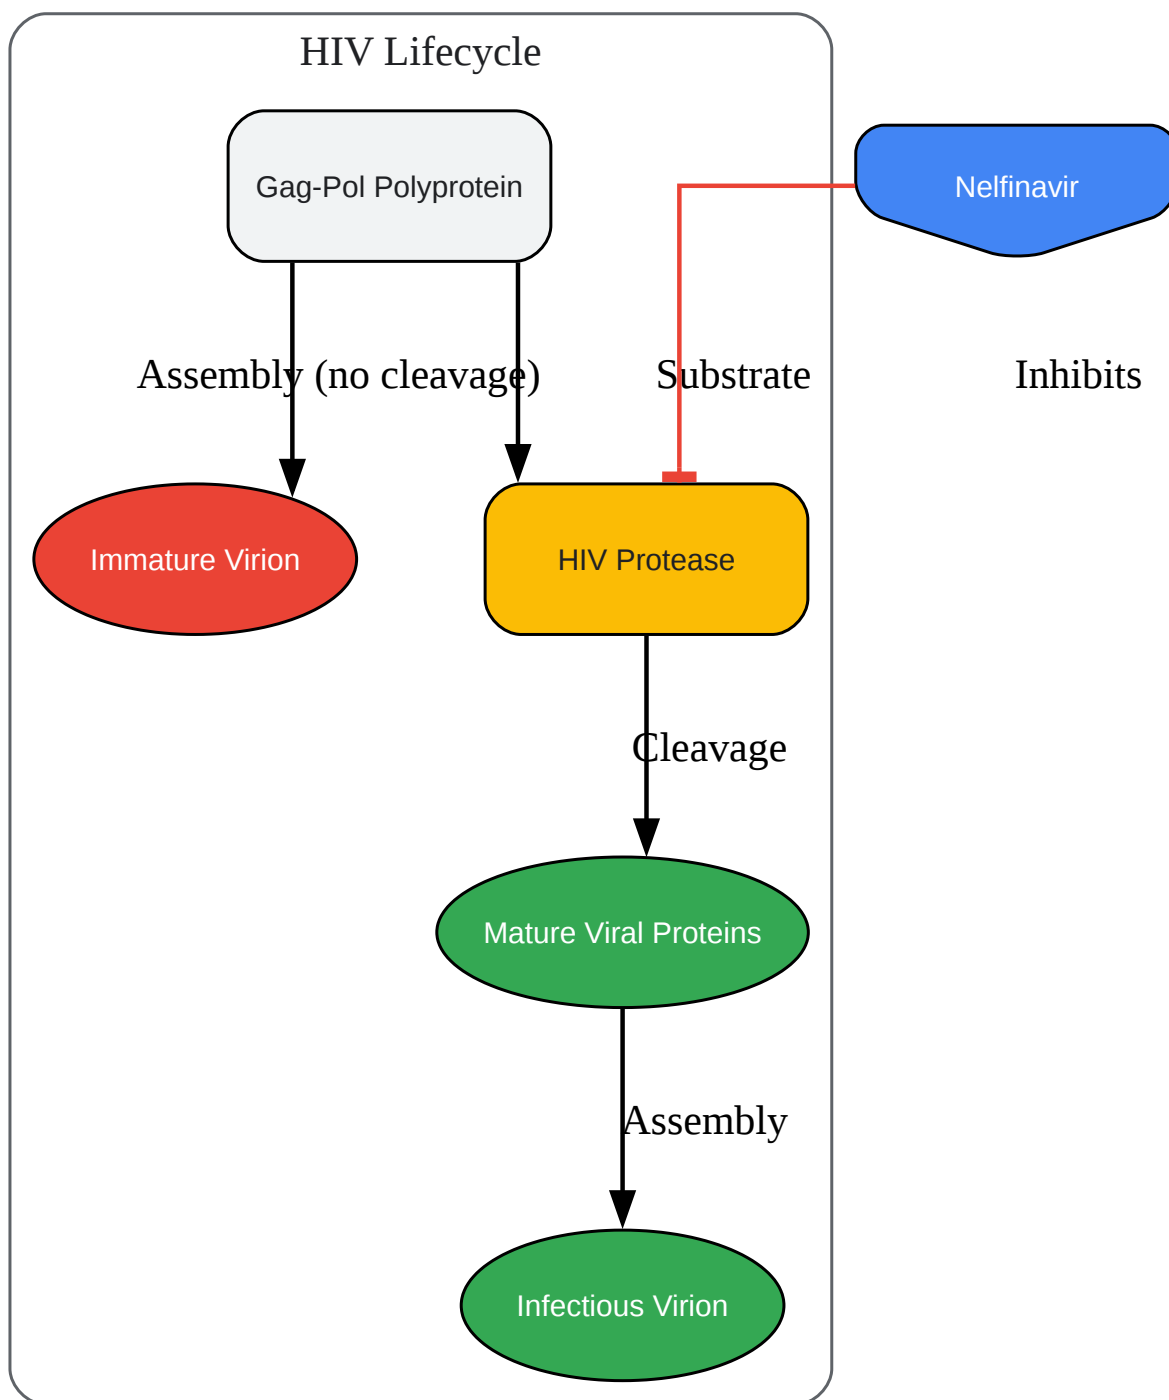 HIV Lifecycle
Gag-Pol Polyprotein
Nelfinavir
Assembly (no cleavage)
Substrate
Inhibits
Immature Virion
HIV Protease
Cleavage
Mature Viral Proteins
Assembly
Infectious Virion